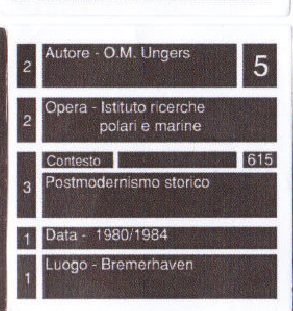 2 Autore - O.M. Ungers 5
2 Opera - Istituto ricerche
polari e marine
Contesto 615
3 Postmodernismo storico
1 Data - 1980/1984
1 Luogo - Bremerhaven